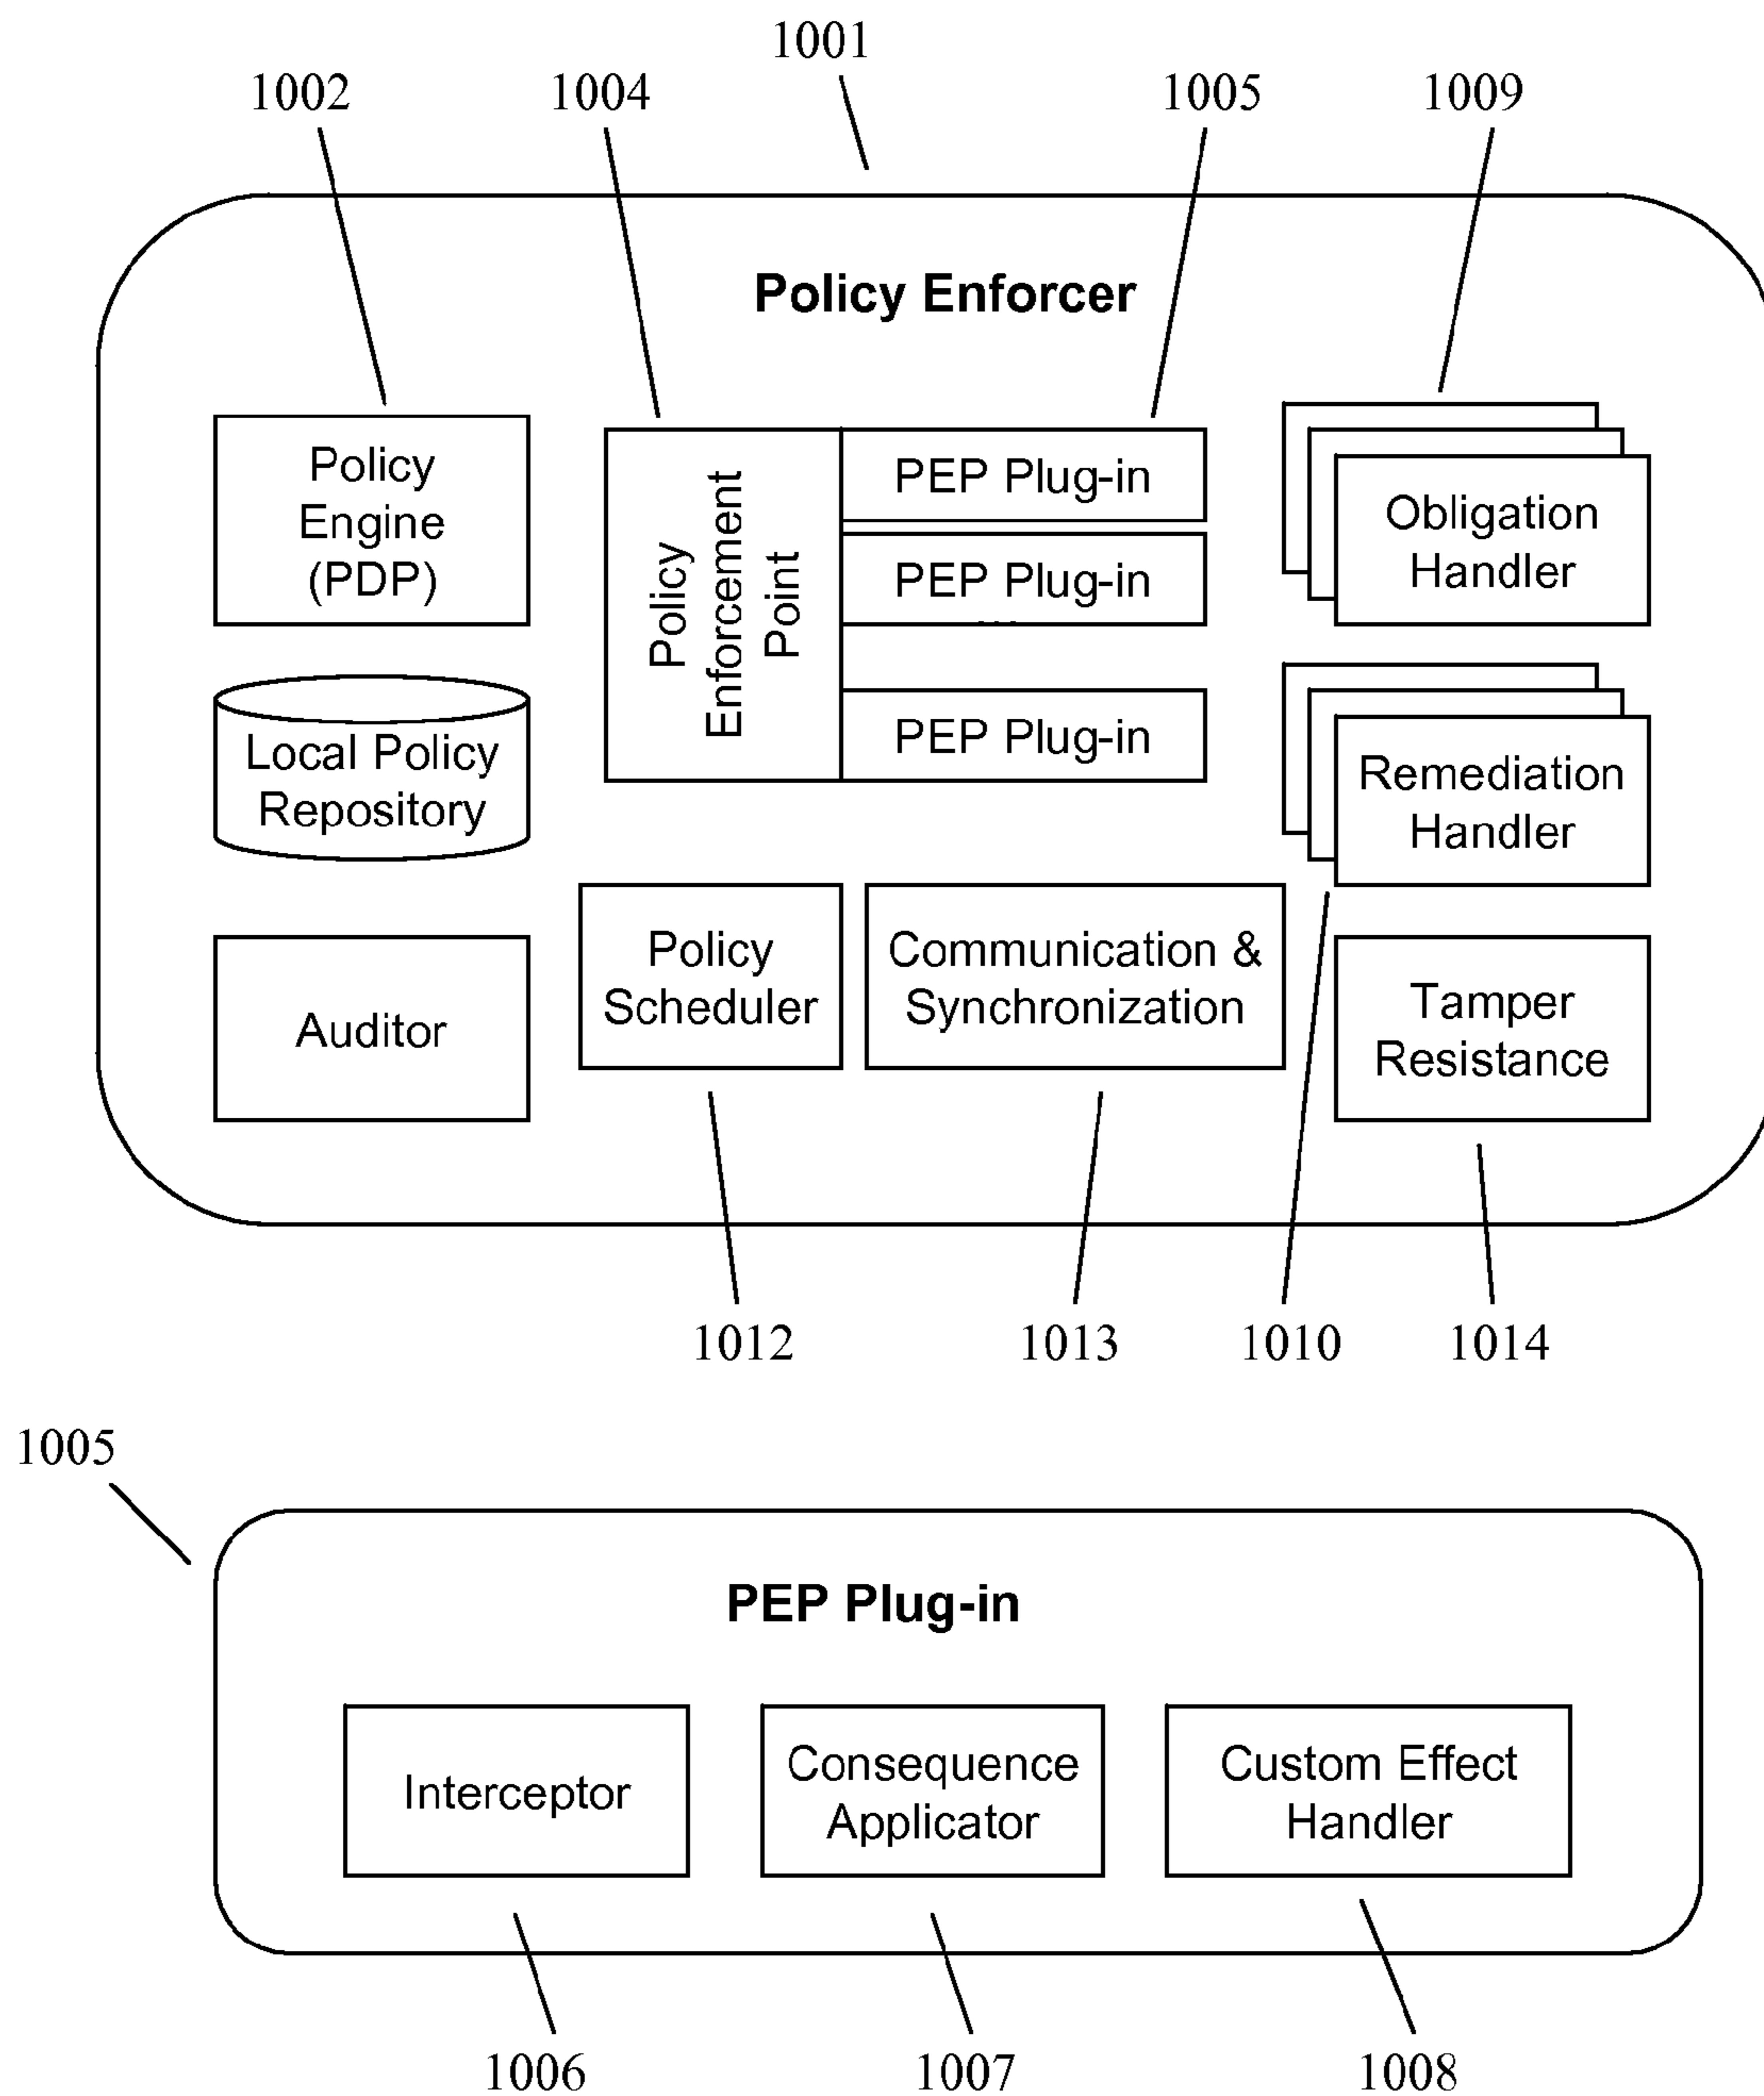 1001
1002
1004
1005
1009
Policy Enforcer
Policy
Engine
(PDP)
Policy
Enforcement
Point
PEP Plug-in
PEP Plug-in
...
PEP Plug-in
Obligation
Handler
Local Policy
Repository
Remediation
Handler
Auditor
Policy
Scheduler
Communication &
Synchronization
Tamper
Resistance
1012
1013
1010
1014
1005
PEP Plug-in
Interceptor
Consequence
Applicator
Custom Effect
Handler
1006
1007
1008